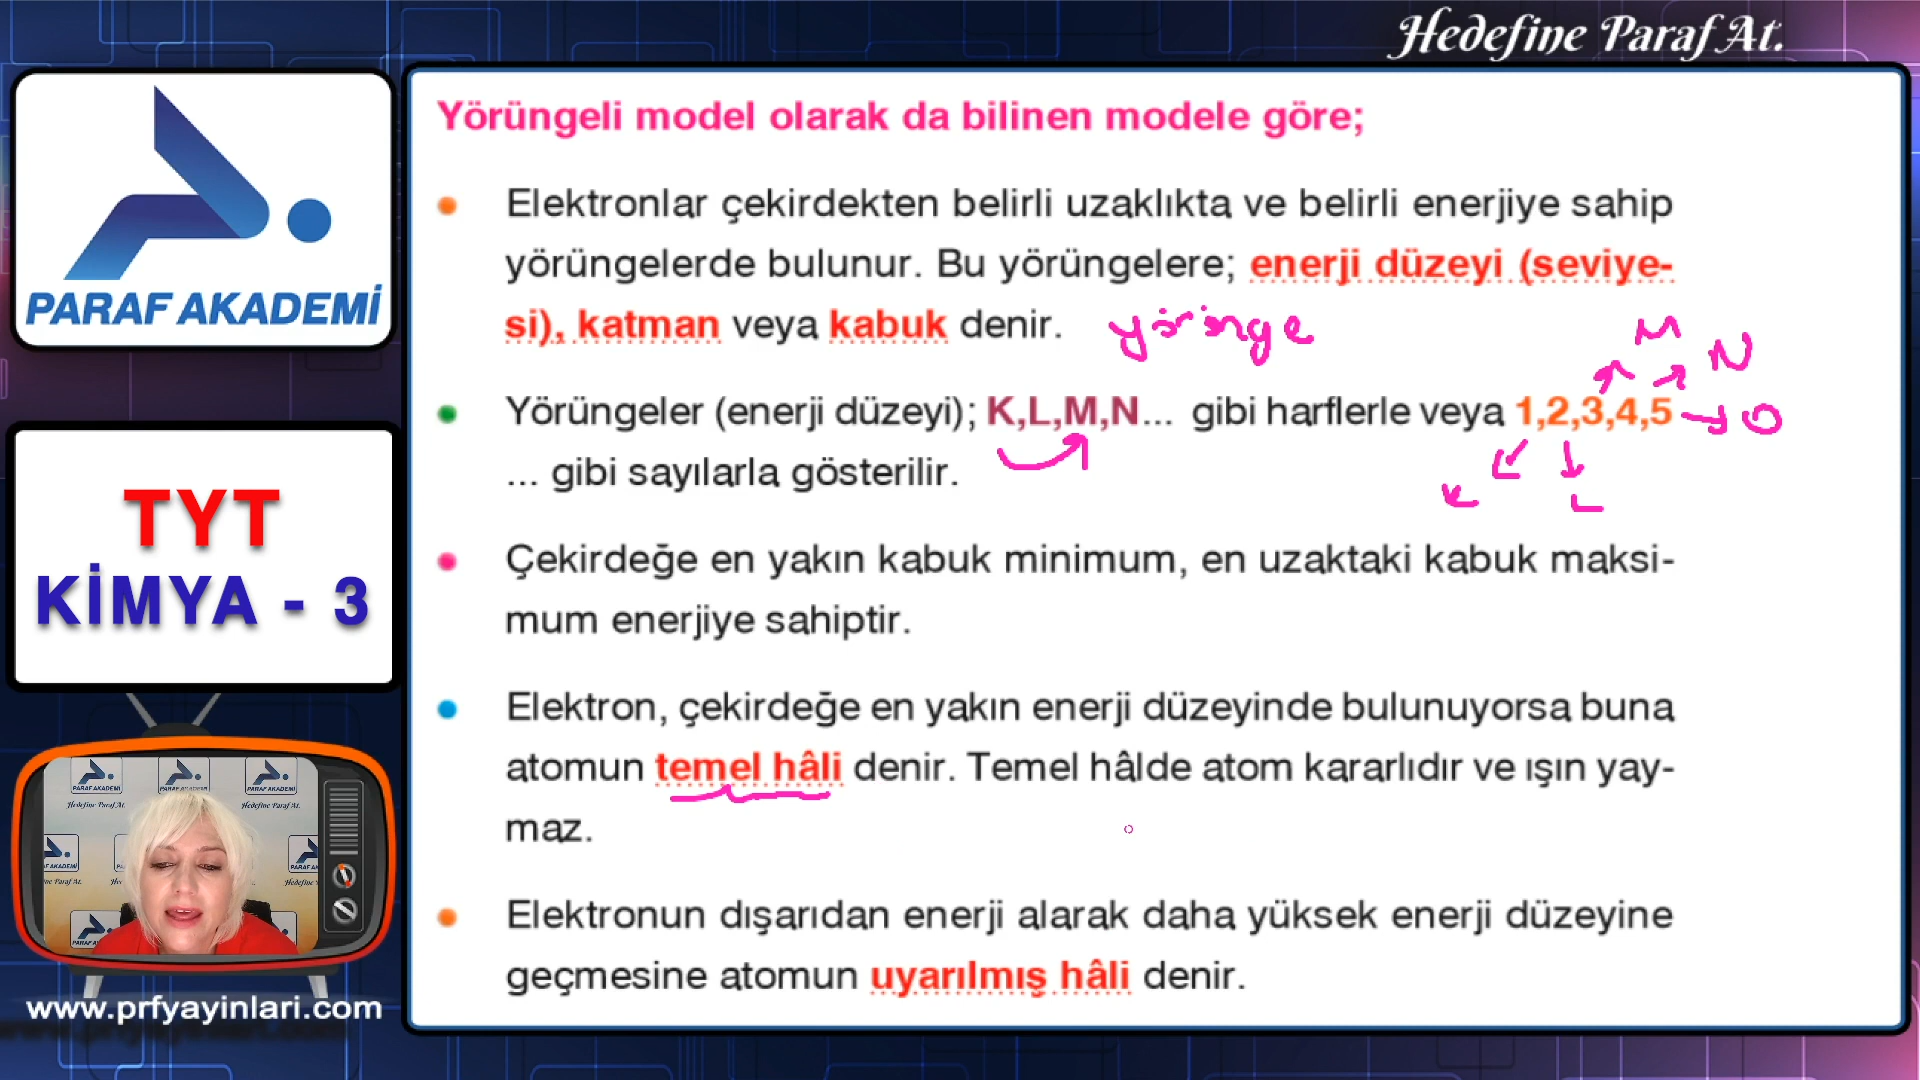 Hedefine Paraf At.
PARAF AKADEMİ
TYT
KİMYA - 3
www.prfyayinlari.com
Yörüngeli model olarak da bilinen modele göre;
Elektronlar çekirdekten belirli uzaklıkta ve belirli enerjiye sahip
yörüngelerde bulunur. Bu yörüngelere; enerji düzeyi (seviye-
si), katman veya kabuk denir. yörünge
M
N
Yörüngeler (enerji düzeyi); K,L,M,N... gibi harflerle veya 1,2,3,4,5 → O
... gibi sayılarla gösterilir.
K L
Çekirdeğe en yakın kabuk minimum, en uzaktaki kabuk maksi-
mum enerjiye sahiptir.
Elektron, çekirdeğe en yakın enerji düzeyinde bulunuyorsa buna
atomun temel hâli denir. Temel hâlde atom kararlıdır ve ışın yay-
maz.
Elektronun dışarıdan enerji alarak daha yüksek enerji düzeyine
geçmesine atomun uyarılmış hâli denir.